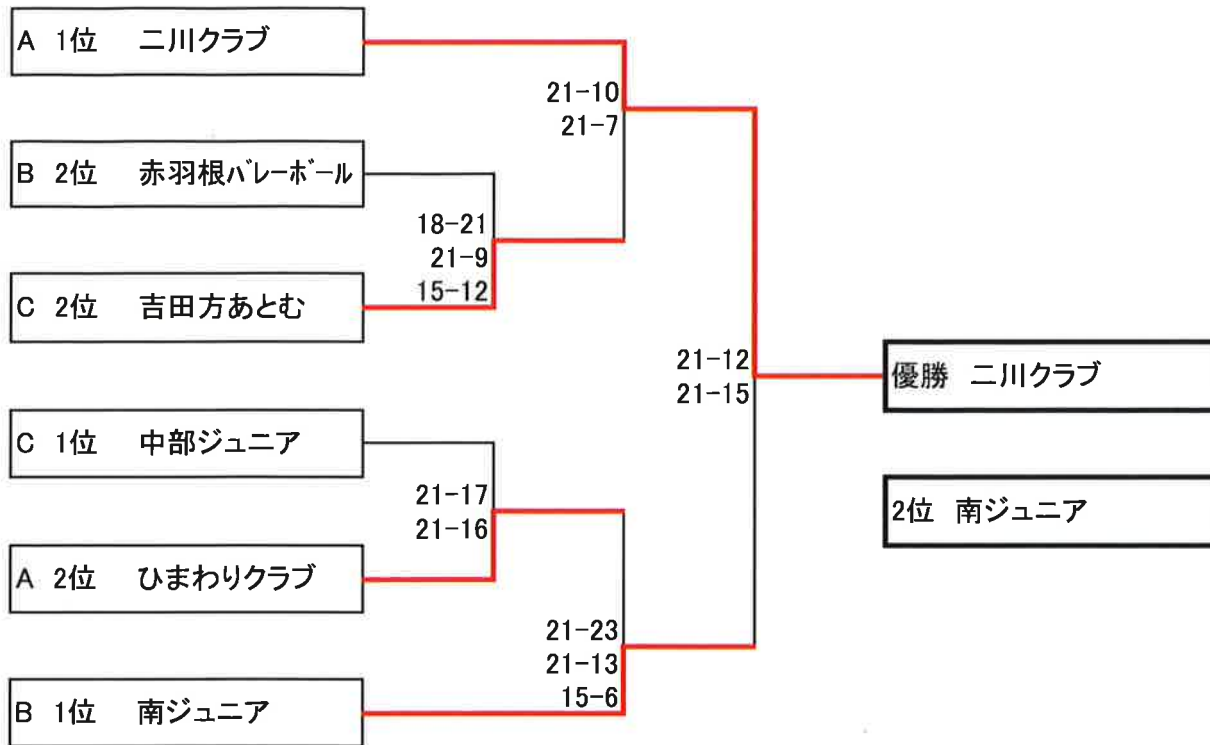 A 1位 二川クラブ
21-10
21-7
B 2位 赤羽根バレーボール
18-21
21-9
15-12
C 2位 吉田方あとむ
21-12
21-15
優勝 二川クラブ
C 1位 中部ジュニア
21-17
21-16
2位 南ジュニア
A 2位 ひまわりクラブ
21-23
21-13
15-6
B 1位 南ジュニア